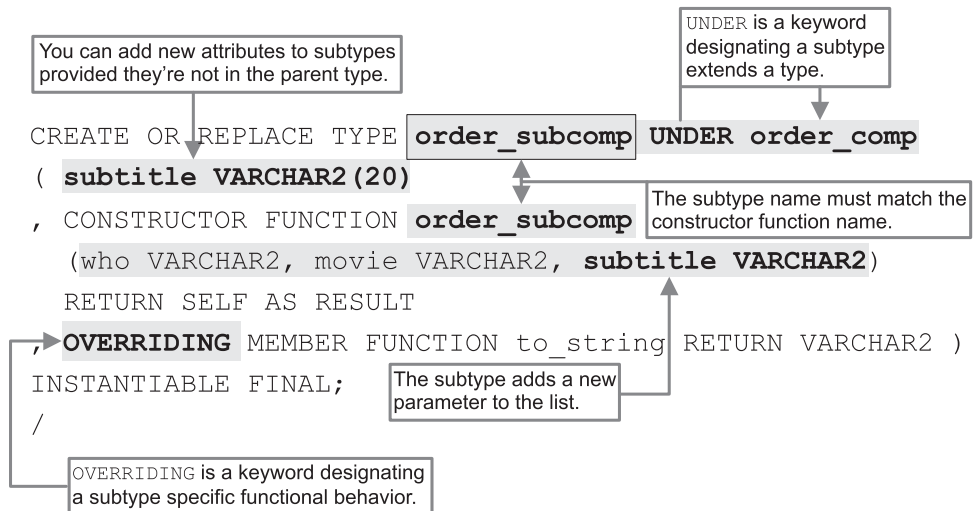 UNDER is a keyword
designating a subtype
extends a type.
You can add new attributes to subtypes
provided they're not in the parent type.
CREATE OR REPLACE TYPE order_subcomp UNDER order_comp
( subtitle VARCHAR2(20)
The subtype name must match the
constructor function name.
, CONSTRUCTOR FUNCTION order_subcomp
(who VARCHAR2, movie VARCHAR2, subtitle VARCHAR2)
RETURN SELF AS RESULT
, OVERRIDING MEMBER FUNCTION to_string RETURN VARCHAR2 )
INSTANTIABLE FINAL;
The subtype adds a new
parameter to the list.
/
OVERRIDING is a keyword designating
a subtype specific functional behavior.